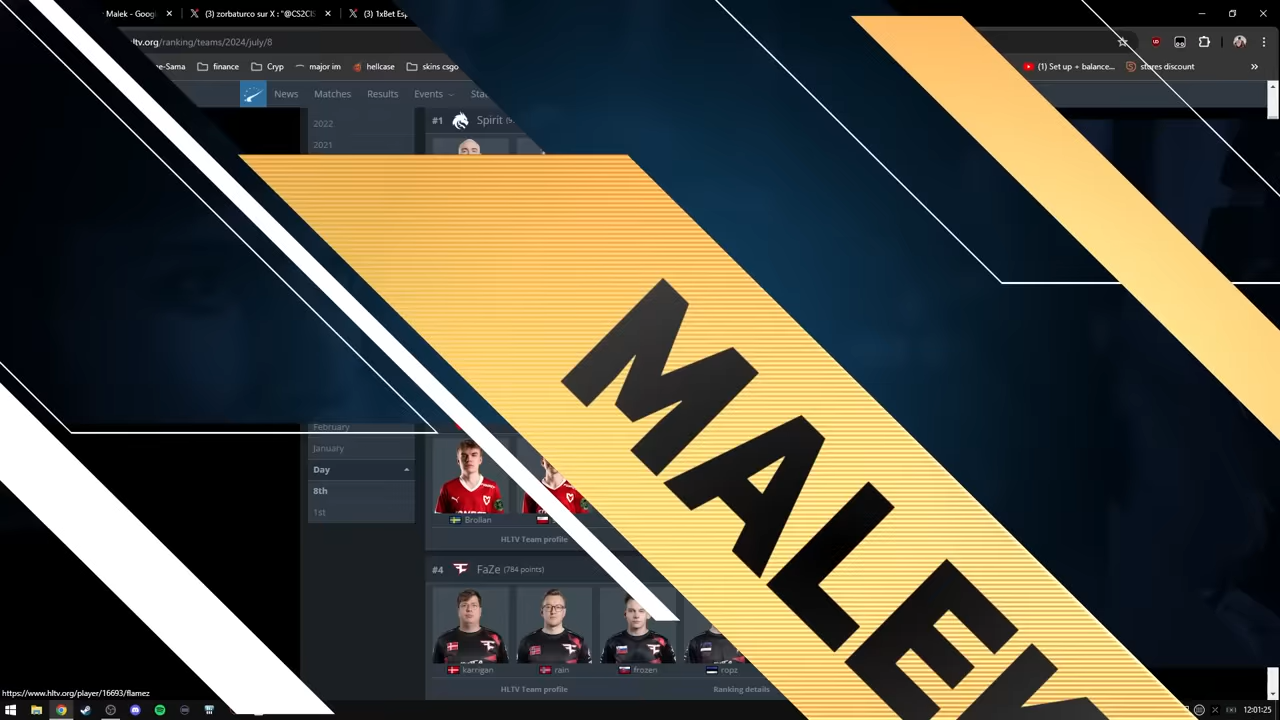 Malek - Goog
(3) zorbaturco sur X : "@CS2CIS
(3) 1xBet Esp
ltv.org/ranking/teams/2024/july/8
e-Sama
finance
Cryp
major im
hellcase
skins csgo
(1) Set up + balance...
stores discount
News
Matches
Results
Events
Stat
2022
2021
#1
Spirit
MALEK
February
January
Day
8th
1st
Brollan
HLTV Team profile
#4
FaZe (784 points)
karrigan
rain
frozen
ropz
HLTV Team profile
Ranking details
https://www.hltv.org/player/16693/flamez
12:01:25